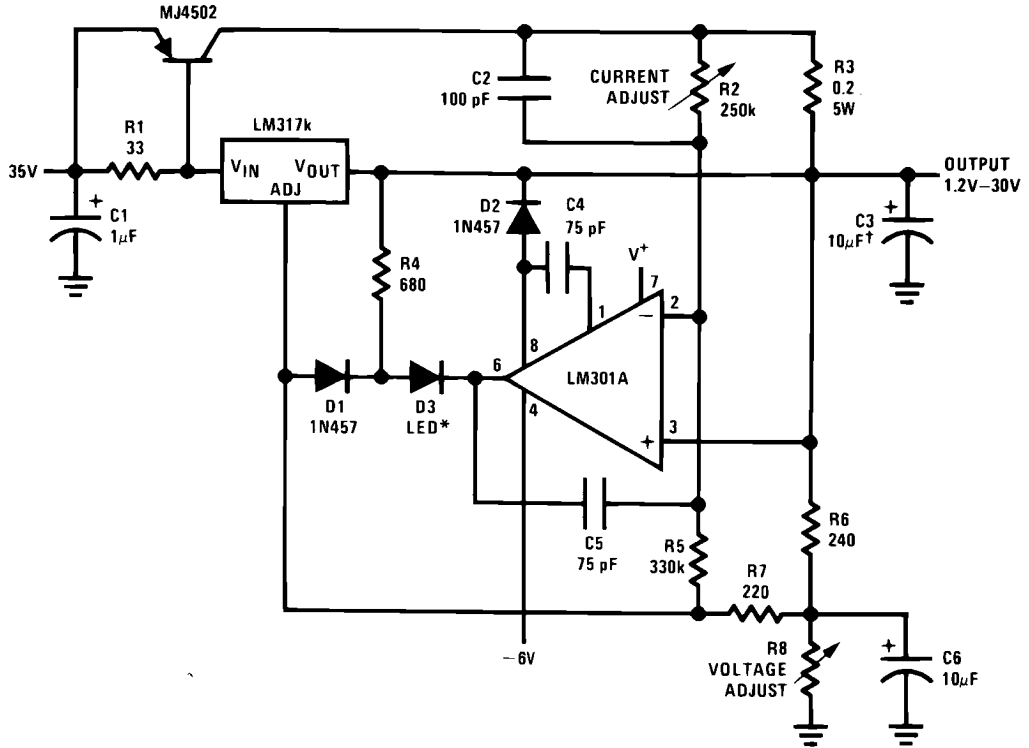 MJ4502
C2
100 pF
CURRENT
ADJUST
R2
250k
R3
0.2
5W
R1
33
LM317k
35V
VIN
VOUT
ADJ
OUTPUT
1.2V–30V
+
C1
1μF
D2
1N457
C4
75 pF
+
C3
10μF†
R4
680
V+
7
2
1
−
8
6
LM301A
4
D1
1N457
D3
LED*
3
+
C5
75 pF
R5
330k
R6
240
R7
220
−6V
R8
VOLTAGE
ADJUST
+
C6
10μF